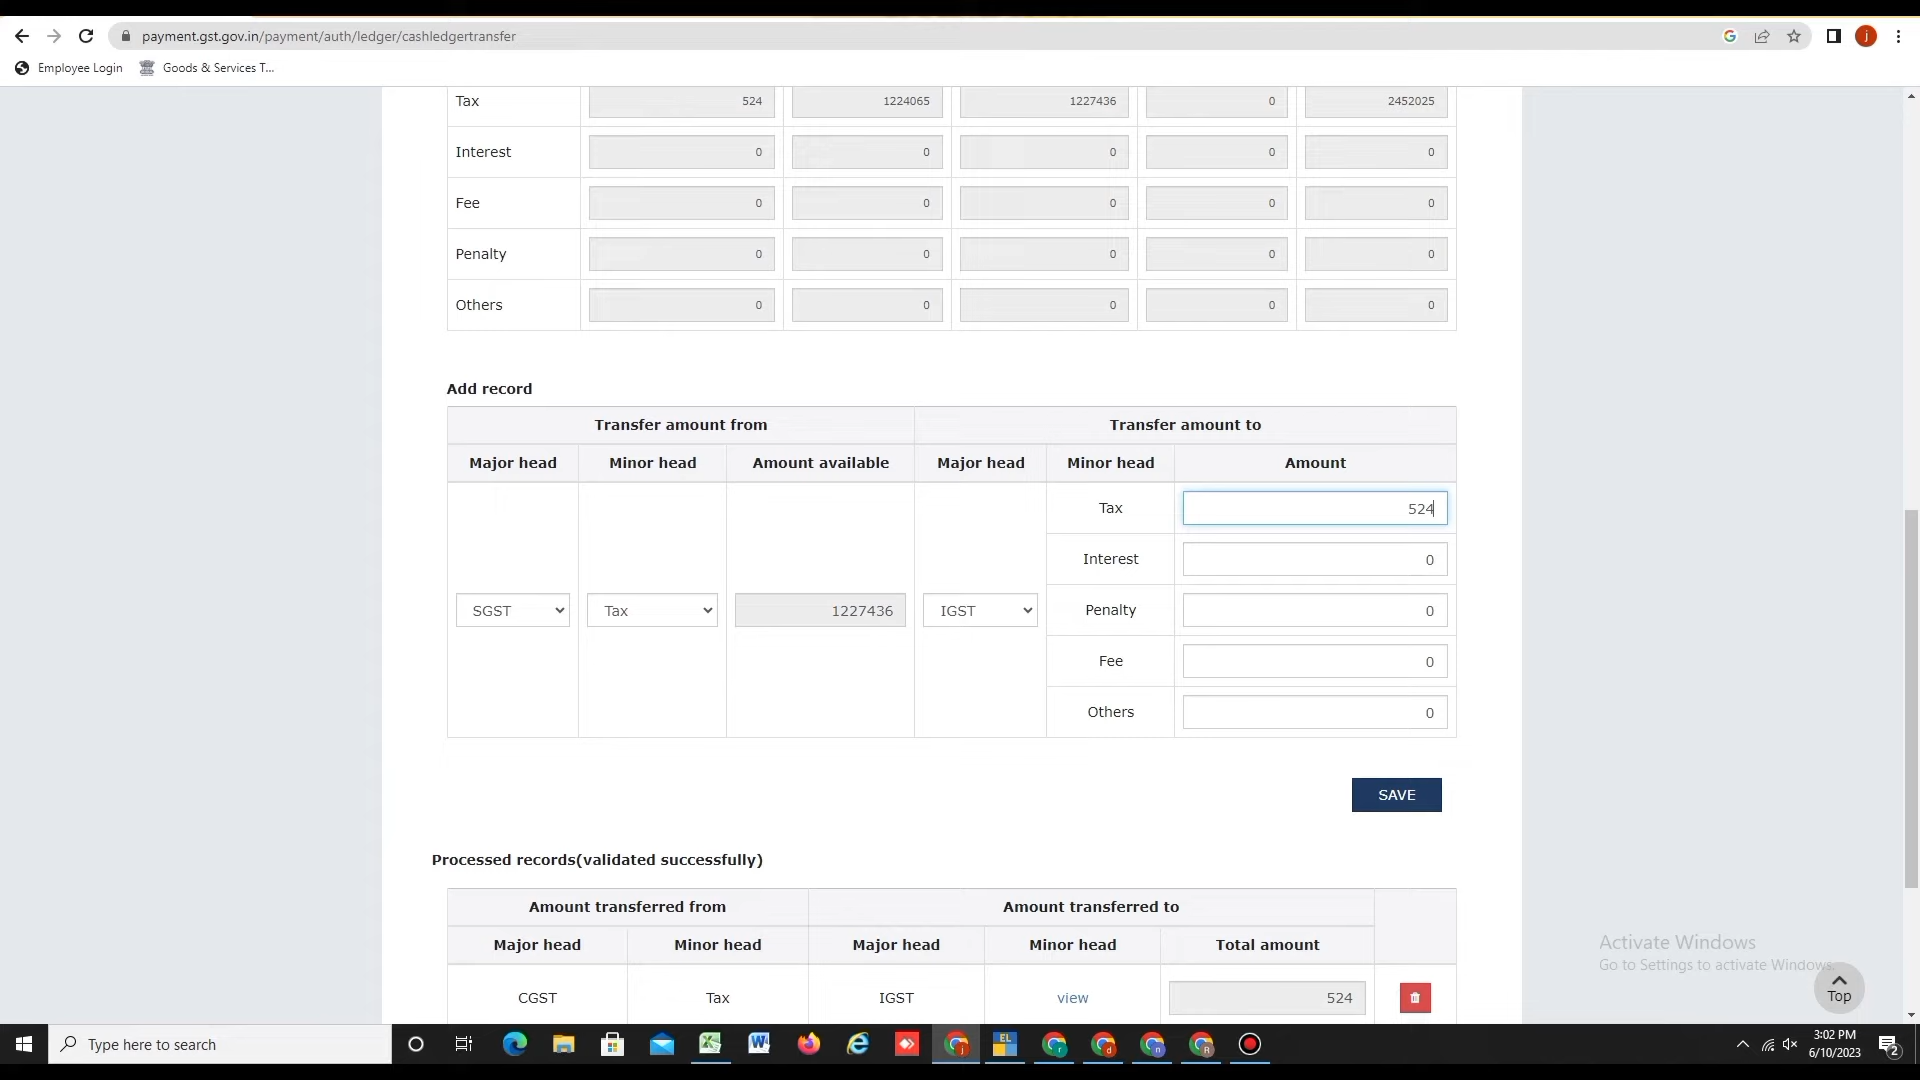 payment.gst.gov.in/payment/auth/ledger/cashledgertransfer
j
Employee Login Goods & Services T...
Tax 524 1224065 1227436 0 2452025
Interest 0 0 0 0 0
Fee 0 0 0 0 0
Penalty 0 0 0 0 0
Others 0 0 0 0 0
Add record
Transfer amount from Transfer amount to
Major head Minor head Amount available Major head Minor head Amount
Tax 524
Interest 0
SGST Tax 1227436 IGST Penalty 0
Fee 0
Others 0
SAVE
Processed records(validated successfully)
Amount transferred from Amount transferred to
Major head Minor head Major head Minor head Total amount
CGST Tax IGST view 524
Activate Windows
Go to Settings to activate Windows.
Top
Type here to search
3:02 PM
6/10/2023
2